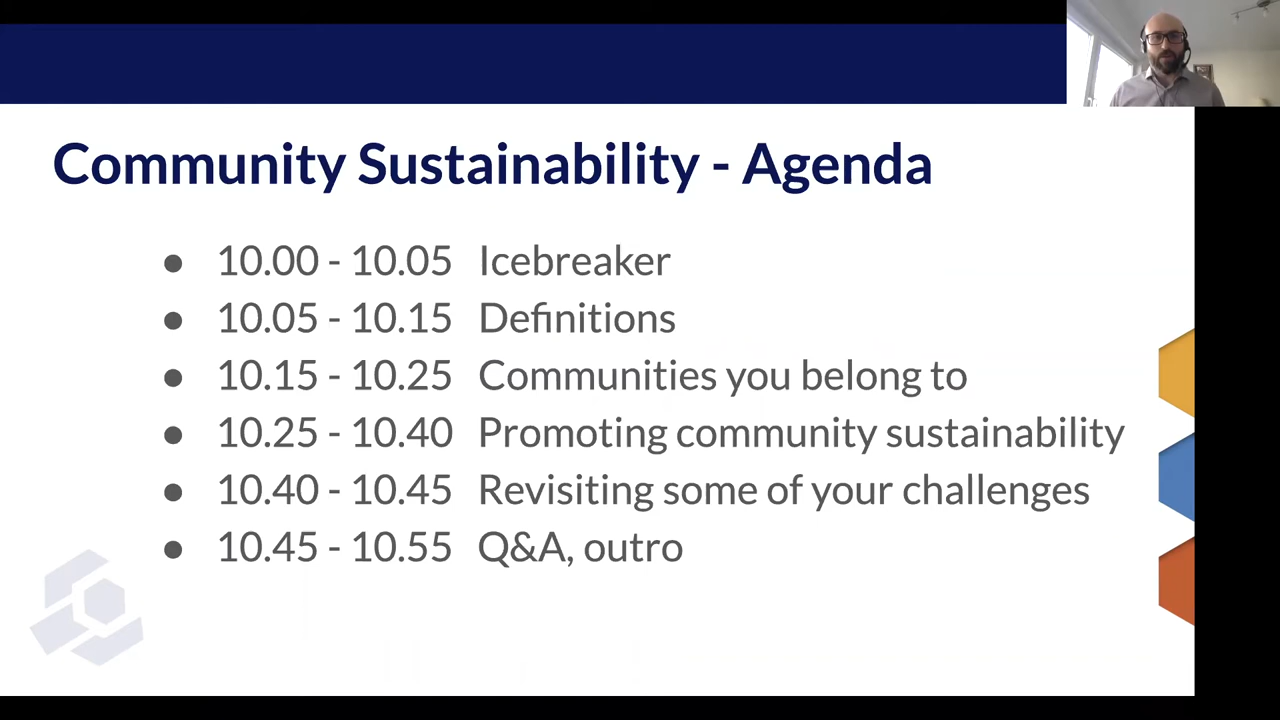 Community Sustainability - Agenda
● 10.00 - 10.05 Icebreaker
● 10.05 - 10.15 Definitions
● 10.15 - 10.25 Communities you belong to
● 10.25 - 10.40 Promoting community sustainability
● 10.40 - 10.45 Revisiting some of your challenges
● 10.45 - 10.55 Q&A, outro